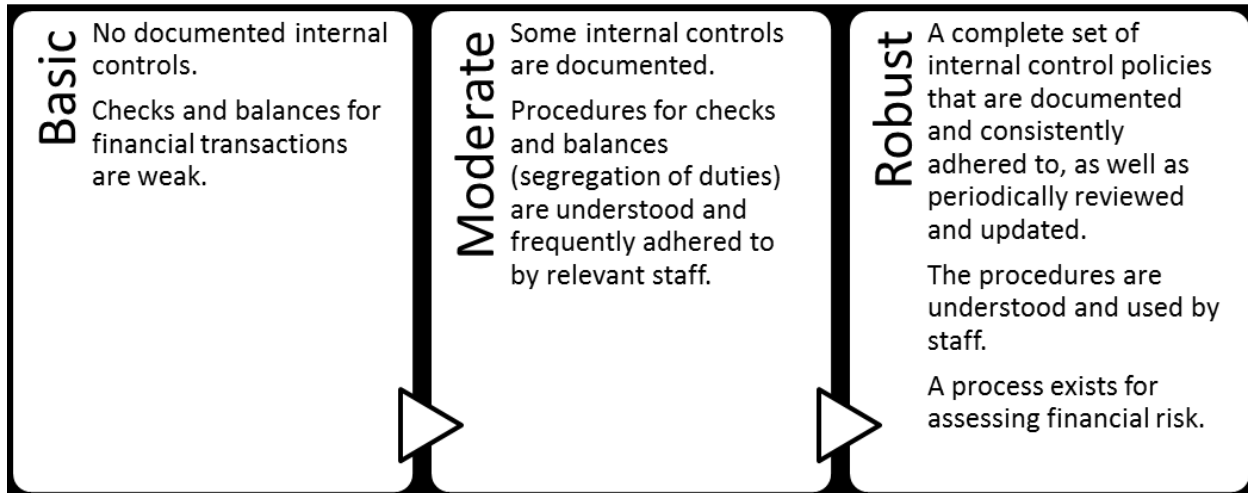 Basic
No documented internal
controls.
Checks and balances for
financial transactions
are weak.
Moderate
Some internal controls
are documented.
Procedures for checks
and balances
(segregation of duties)
are understood and
frequently adhered to
by relevant staff.
Robust
A complete set of
internal control policies
that are documented
and consistently
adhered to, as well as
periodically reviewed
and updated.
The procedures are
understood and used by
staff.
A process exists for
assessing financial risk.